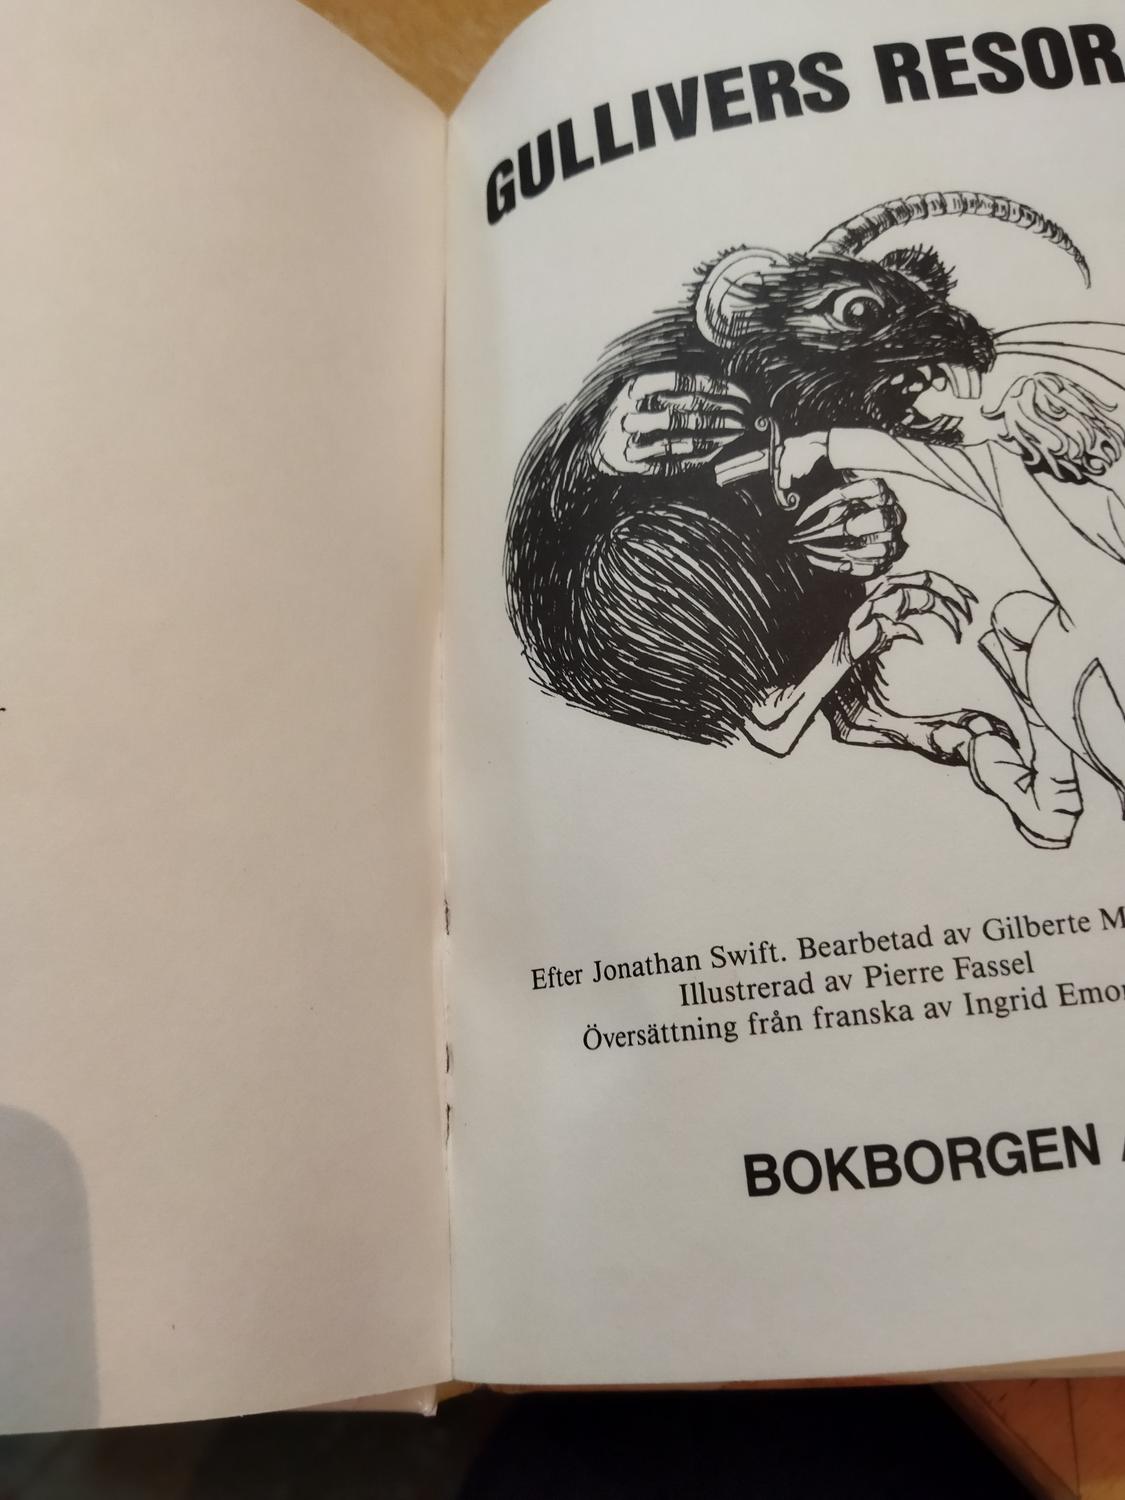 GULLIVERS RESOR
Efter Jonathan Swift. Bearbetad av Gilberte
Illustrerad av Pierre Fassel
Översättning från franska av Ingrid
BOKBORGEN